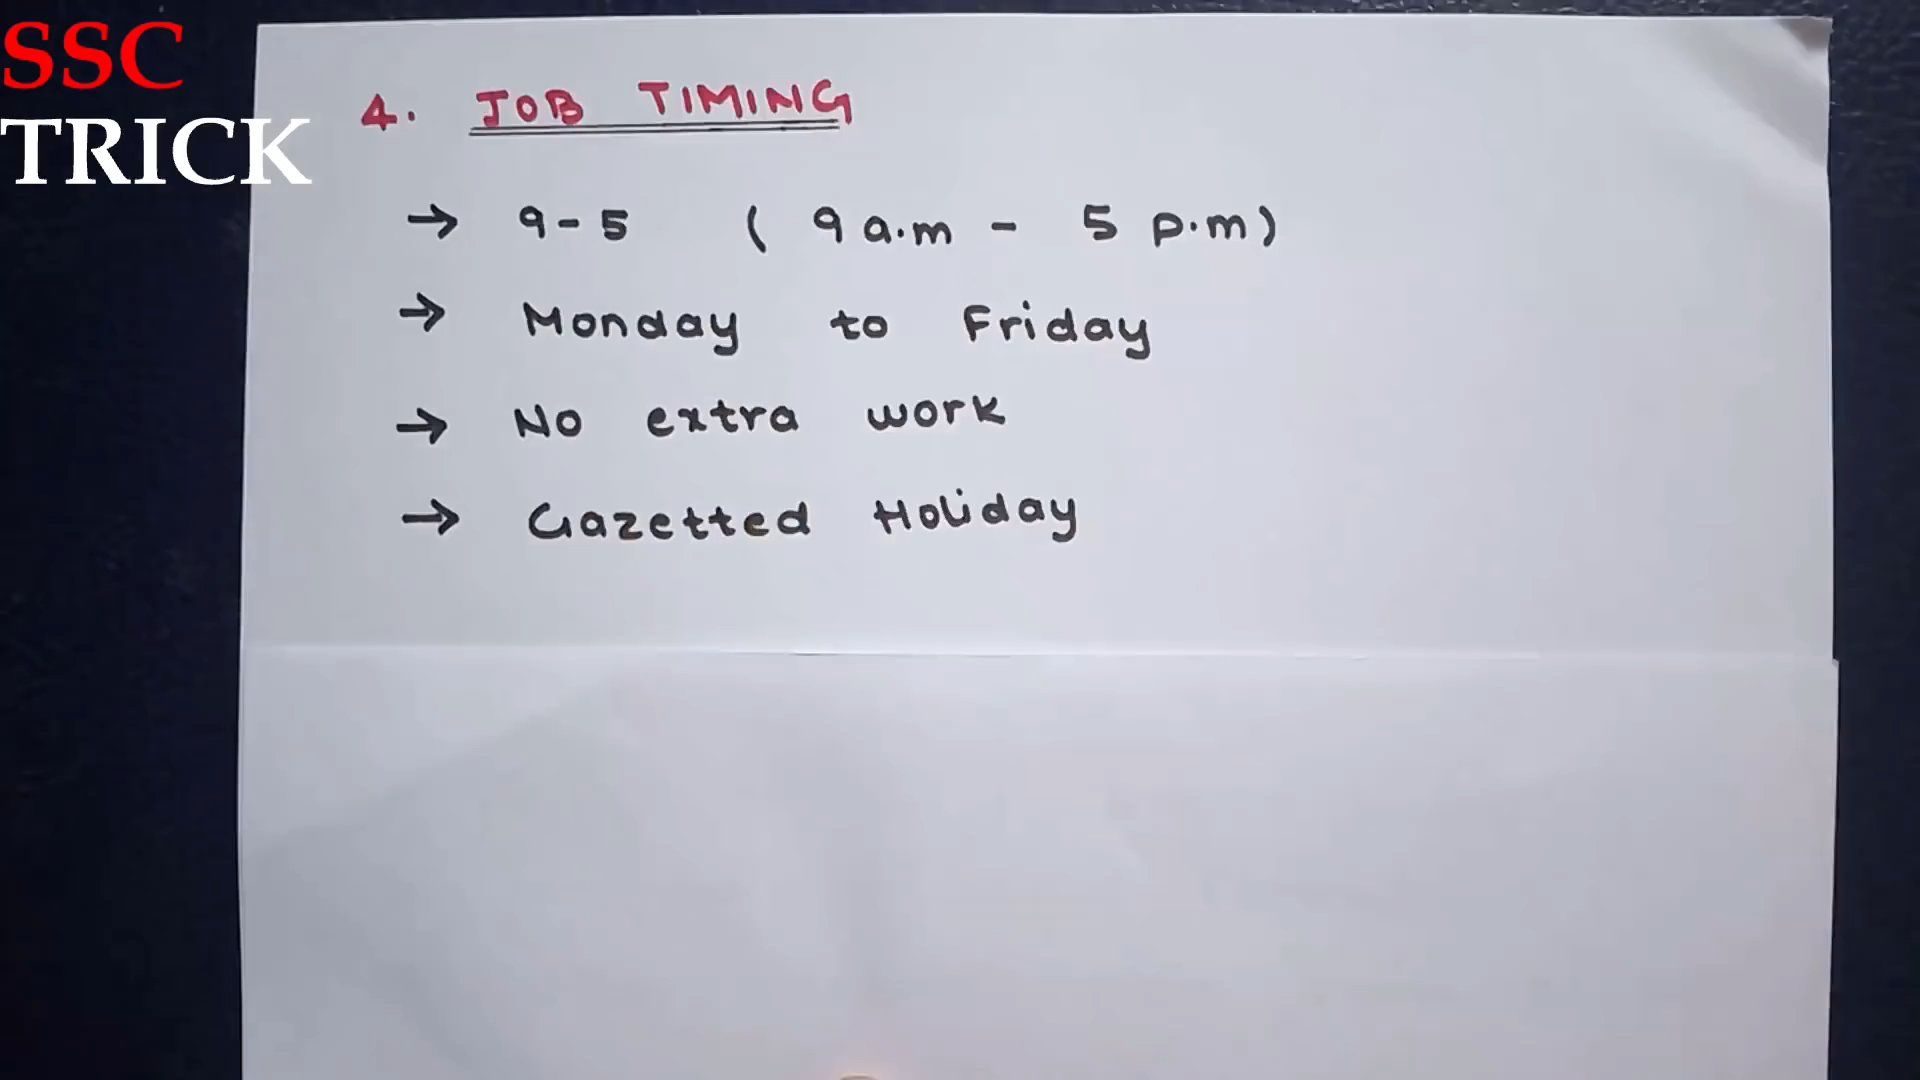 SSC
TRICK
4. JOB TIMING
→ 9-5 ( 9 a.m - 5 p.m )
→ Monday to Friday
→ No extra work
→ Gazetted Holiday